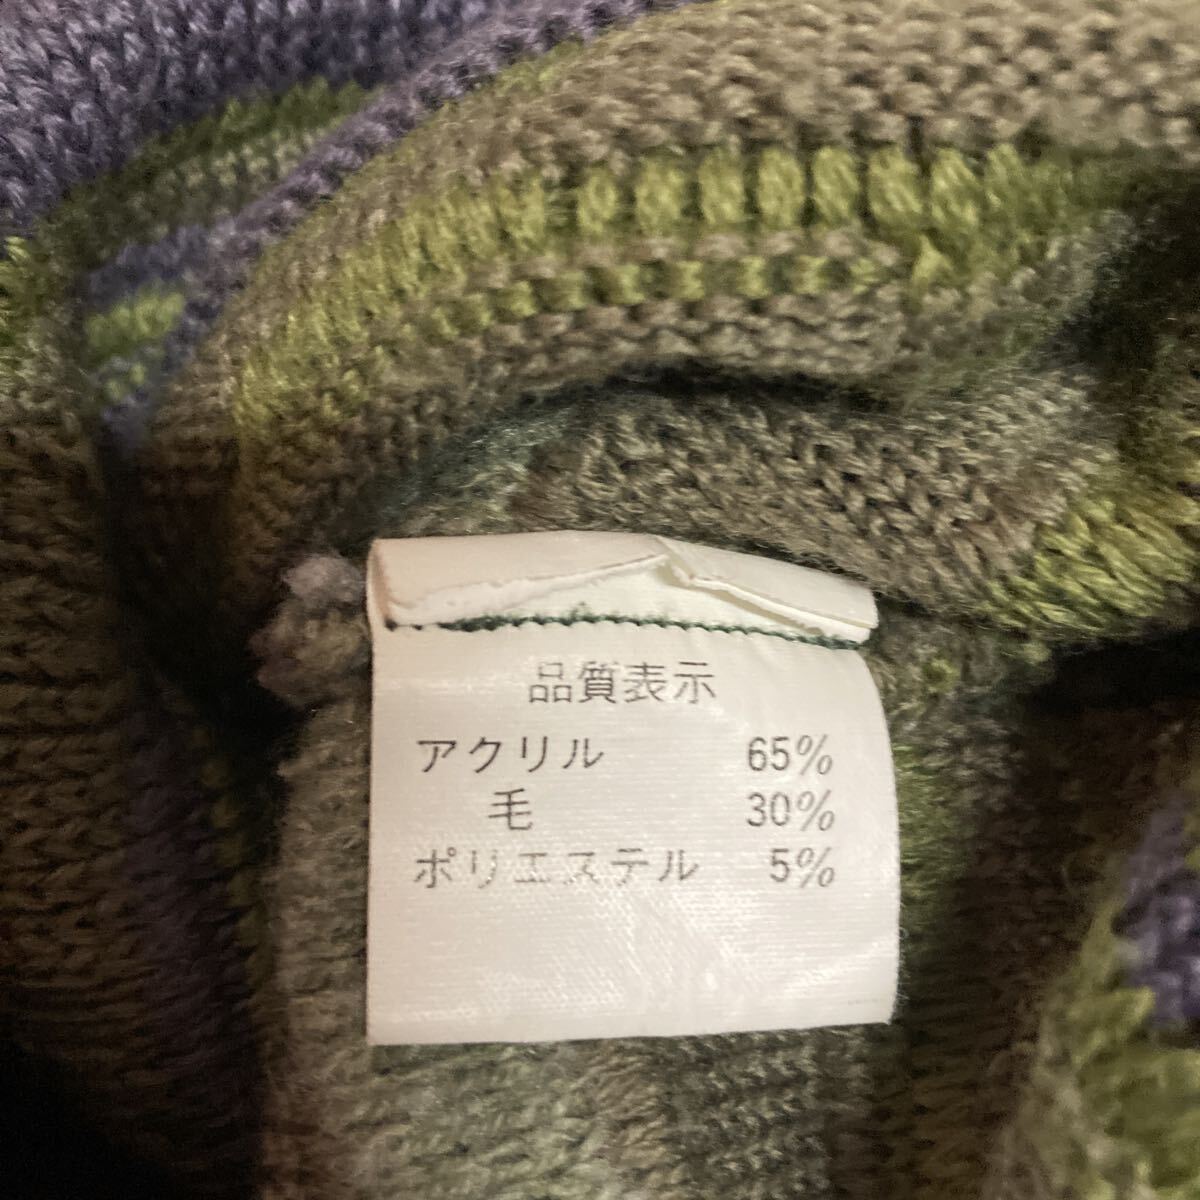 品質表示
アクリル 65%
毛 30%
ポリエステル 5%